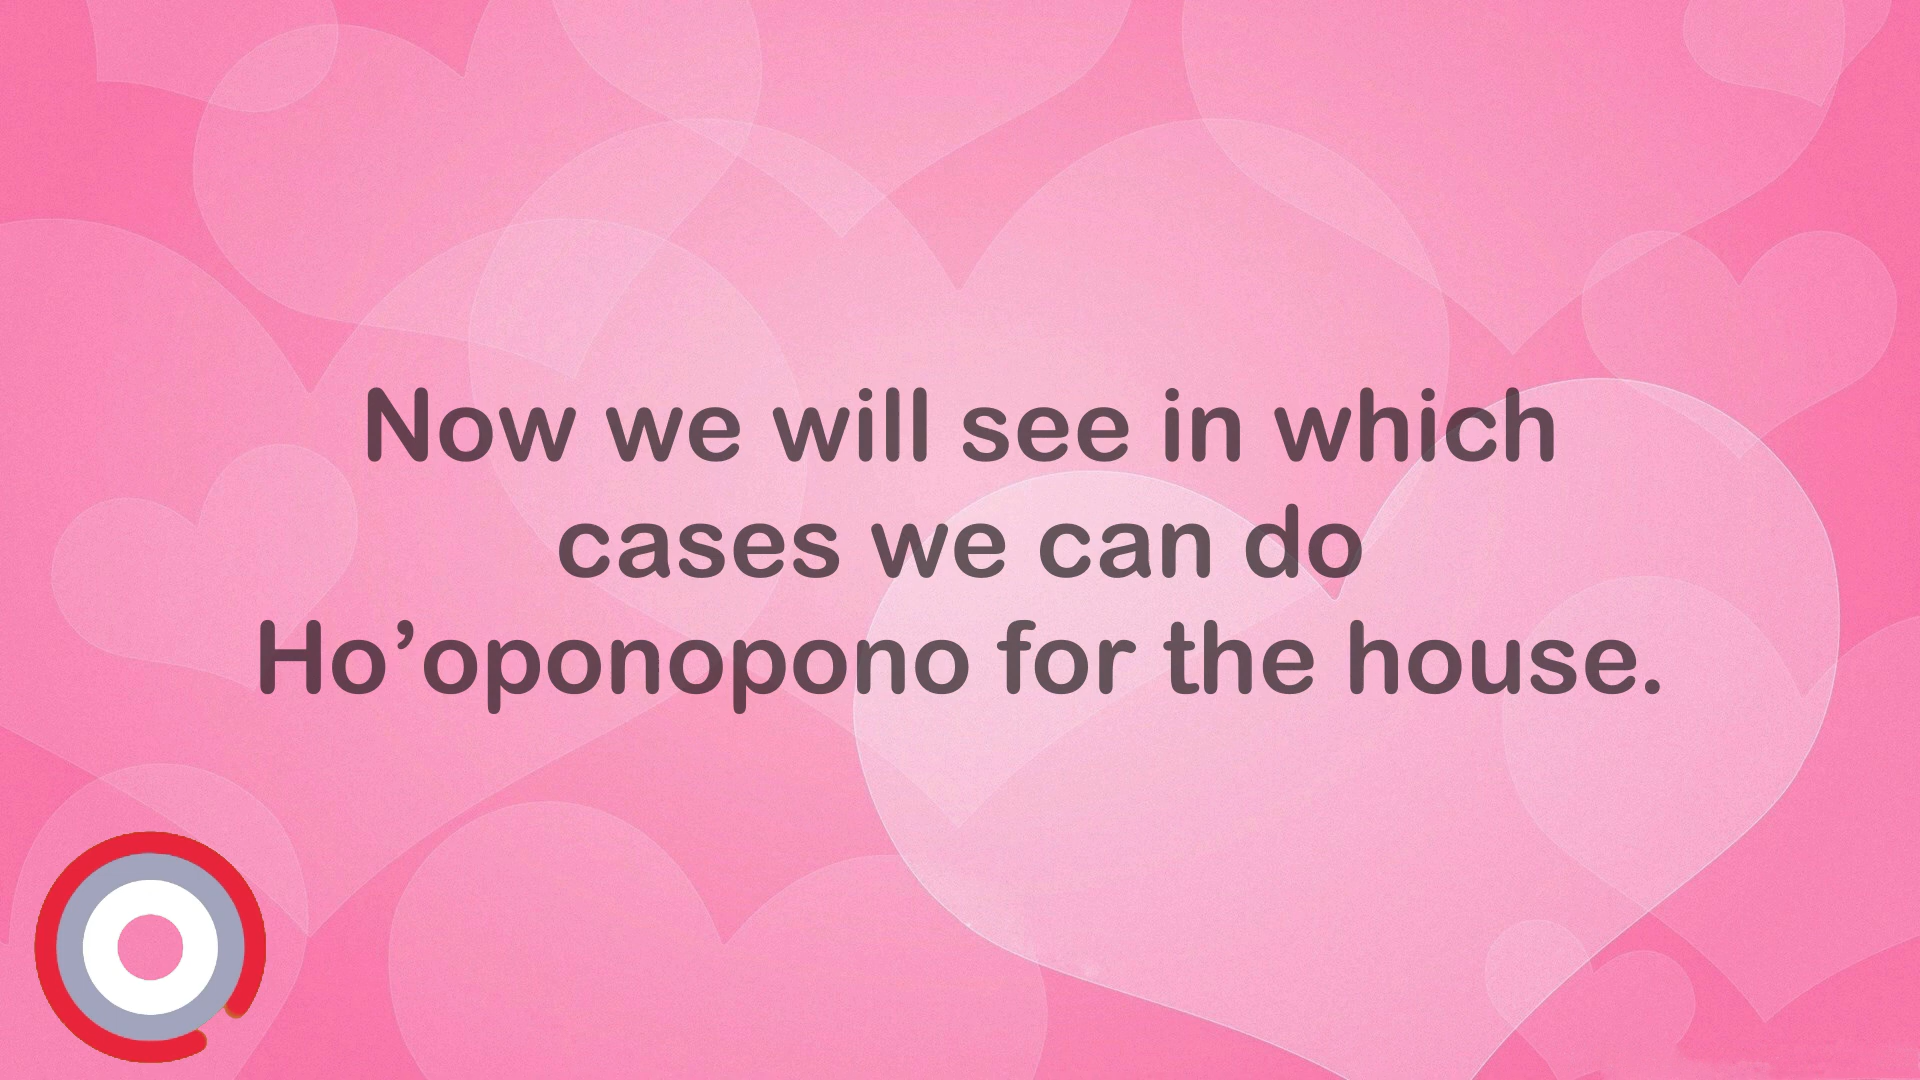 Now we will see in which
cases we can do
Ho’oponopono for the house.